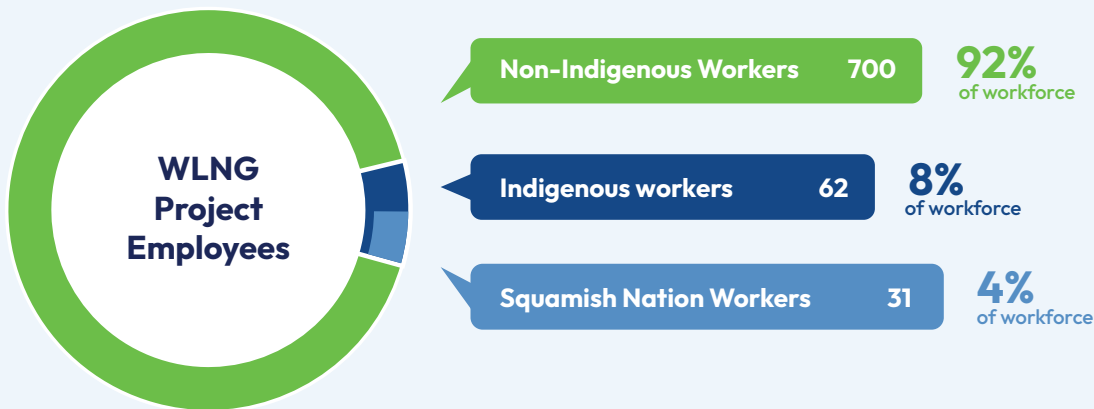 WLNG
Project
Employees
Non-Indigenous Workers 700
92%
of workforce
Indigenous workers 62
8%
of workforce
Squamish Nation Workers 31
4%
of workforce